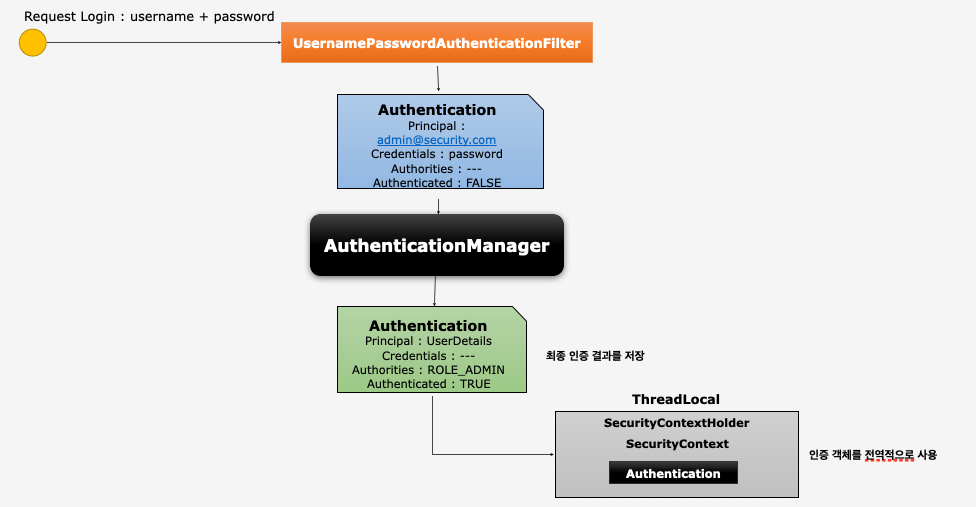 Request Login : username + password
UsernamePasswordAuthenticationFilter
Authentication
Principal :
admin@security.com
Credentials : password
Authorities : ---
Authenticated : FALSE
AuthenticationManager
Authentication
Principal : UserDetails
Credentials : ---
Authorities : ROLE_ADMIN
Authenticated : TRUE
최종 인증 결과를 저장
ThreadLocal
SecurityContextHolder
SecurityContext
Authentication
인증 객체를 전역적으로 사용